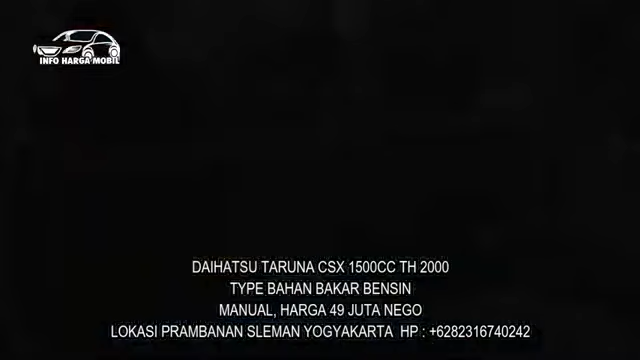 INFO HARGA MOBIL
DAIHATSU TARUNA CSX 1500CC TH 2000
TYPE BAHAN BAKAR BENSIN
MANUAL, HARGA 49 JUTA NEGO
LOKASI PRAMBANAN SLEMAN YOGYAKARTA HP : +6282316740242